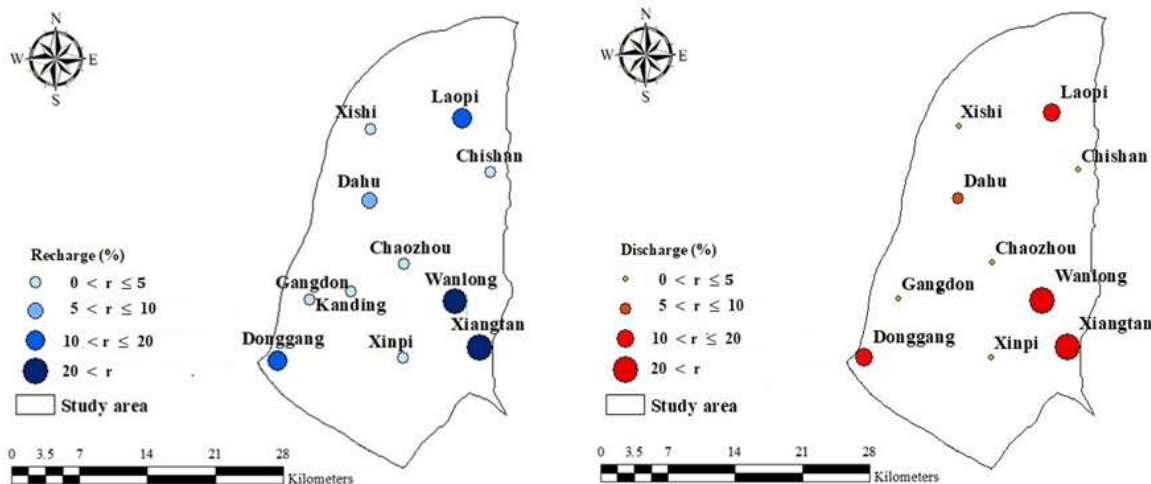 N
W E
S
Laopi
Xishi
Chishan
Dahu
Chaozhou
Wanlong
Gangdon
Kanding
Xiangtan
Donggang
Xinpi
Recharge (%)
0 < r ≤ 5
5 < r ≤ 10
10 < r ≤ 20
20 < r
Study area
0 3.5 7 14 21 28
Kilometers
N
W E
S
Laopi
Xishi
Chishan
Dahu
Chaozhou
Wanlong
Gangdon
Xiangtan
Donggang
Xinpi
Discharge (%)
0 < r ≤ 5
5 < r ≤ 10
10 < r ≤ 20
20 < r
Study area
0 3.5 7 14 21 28
Kilometers